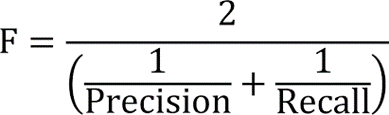 F = 2 / (1/Precision + 1/Recall)